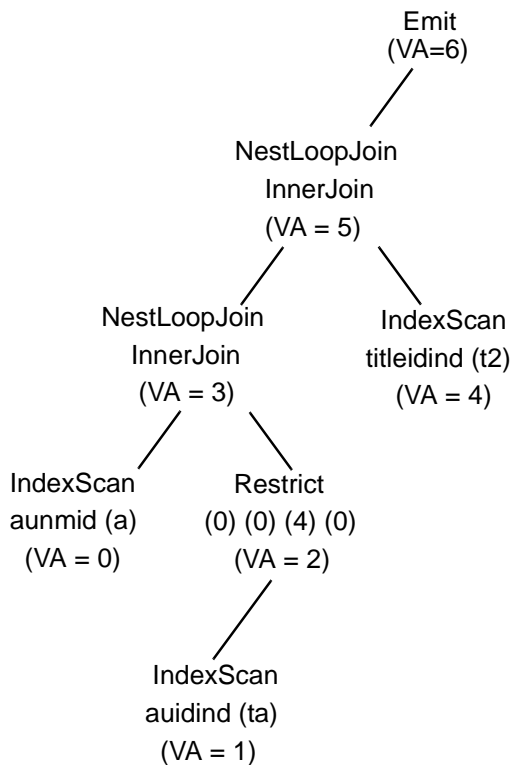 Emit
(VA=6)
NestLoopJoin
InnerJoin
(VA = 5)
NestLoopJoin
InnerJoin
(VA = 3)
IndexScan
titleidind (t2)
(VA = 4)
IndexScan
aunmid (a)
(VA = 0)
Restrict
(0) (0) (4) (0)
(VA = 2)
IndexScan
auidind (ta)
(VA = 1)